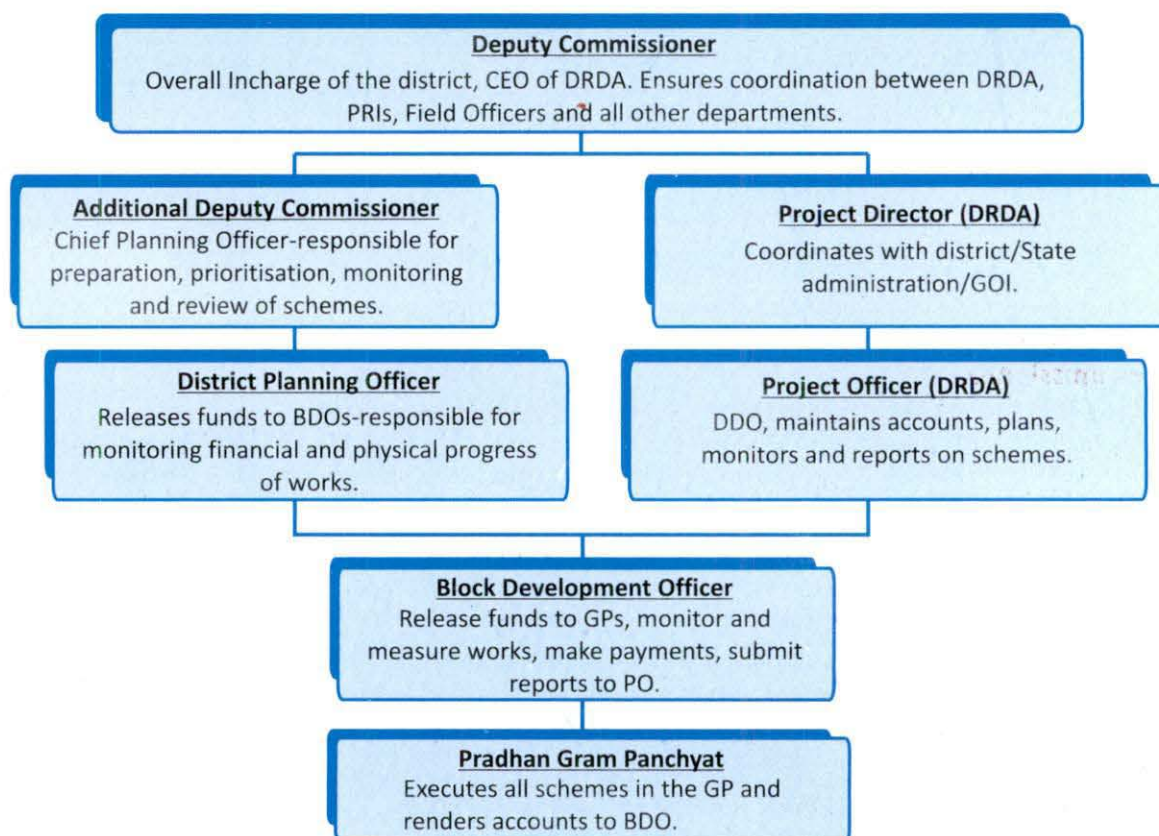 Deputy Commissioner
Overall Incharge of the district, CEO of DRDA. Ensures coordination between DRDA,
PRIs, Field Officers and all other departments.
Additional Deputy Commissioner
Chief Planning Officer-responsible for
preparation, prioritisation, monitoring
and review of schemes.
Project Director (DRDA)
Coordinates with district/State
administration/GOI.
District Planning Officer
Releases funds to BDOs-responsible for
monitoring financial and physical progress
of works.
Project Officer (DRDA)
DDO, maintains accounts, plans,
monitors and reports on schemes.
Block Development Officer
Release funds to GPs, monitor and
measure works, make payments, submit
reports to PO.
Pradhan Gram Panchyat
Executes all schemes in the GP and
renders accounts to BDO.